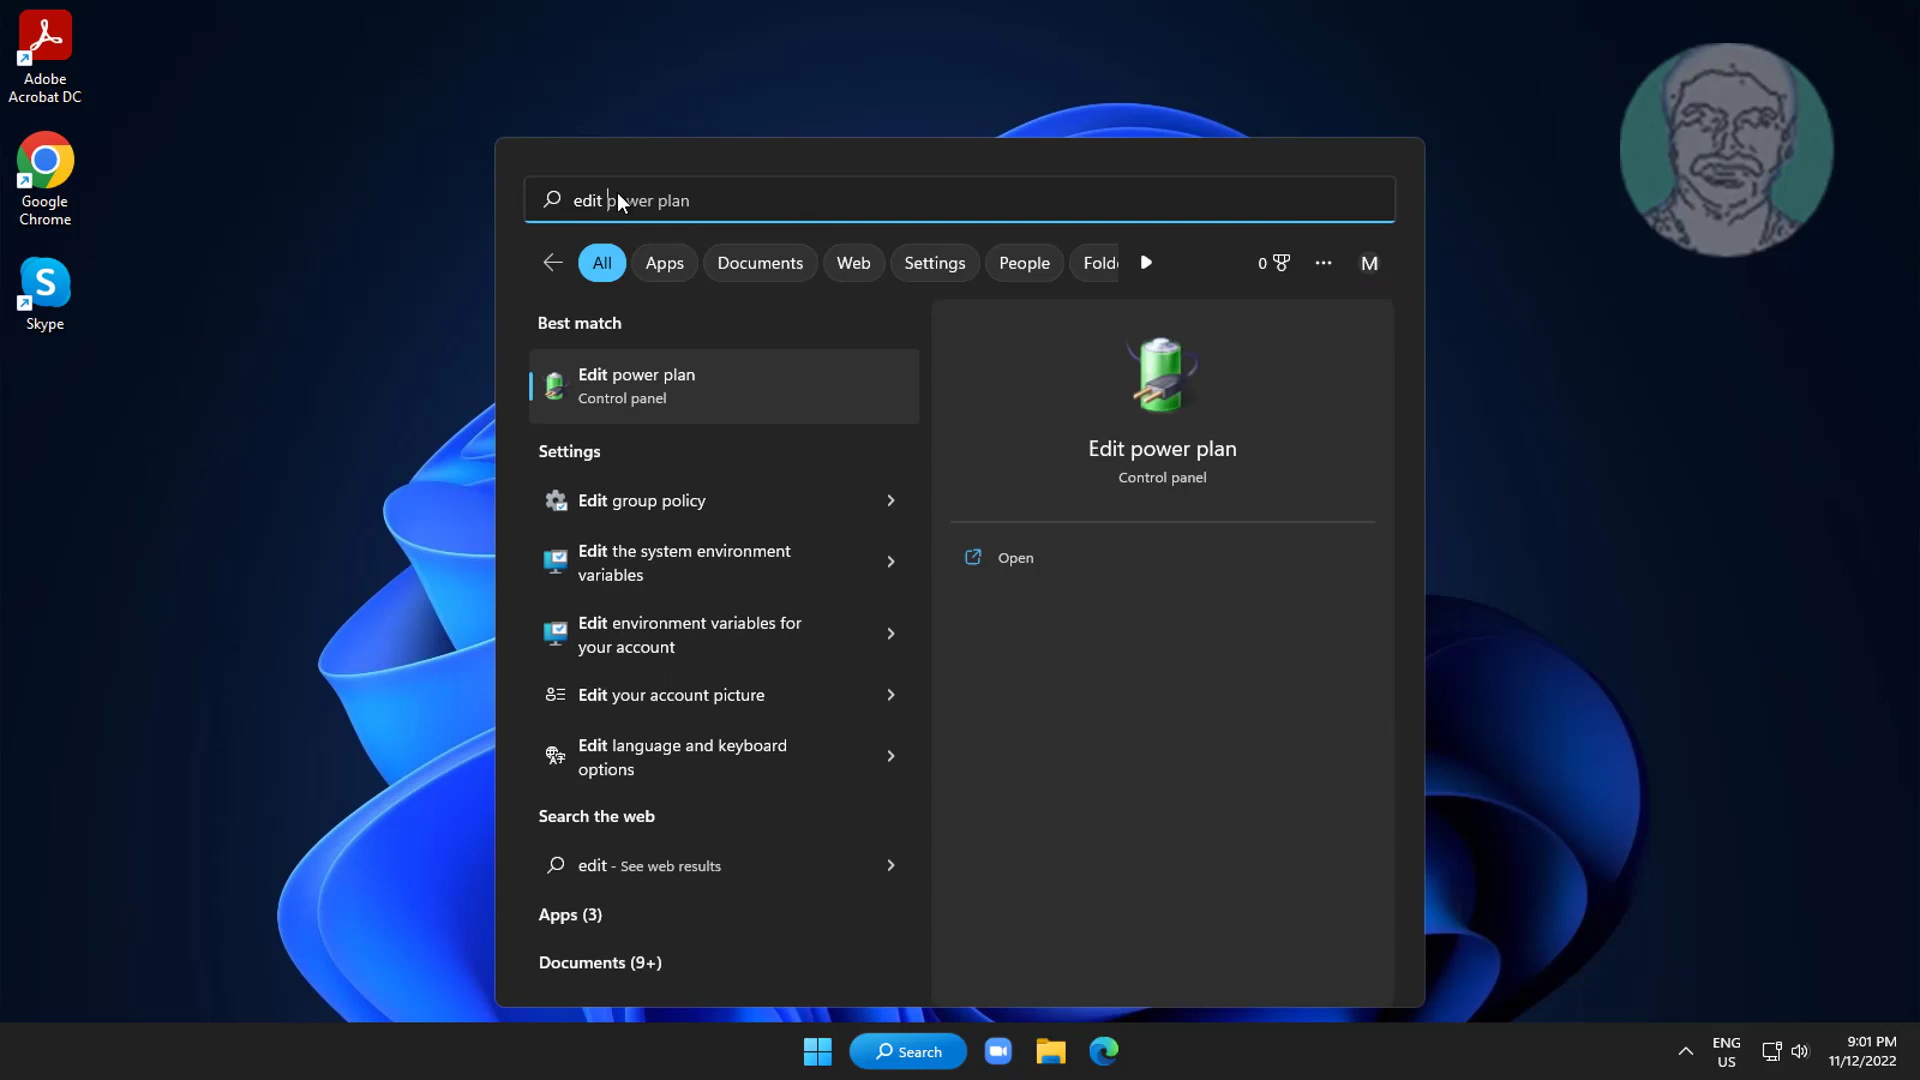 Adobe
Acrobat DC
Google
Chrome
Skype
edit power plan
All
Apps
Documents
Web
Settings
People
Fold
0
M
Best match
Edit power plan
Control panel
Settings
Edit group policy
Edit the system environment
variables
Edit environment variables for
your account
Edit your account picture
Edit language and keyboard
options
Search the web
edit - See web results
Apps (3)
Documents (9+)
Edit power plan
Control panel
Open
Search
ENG
US
9:01 PM
11/12/2022